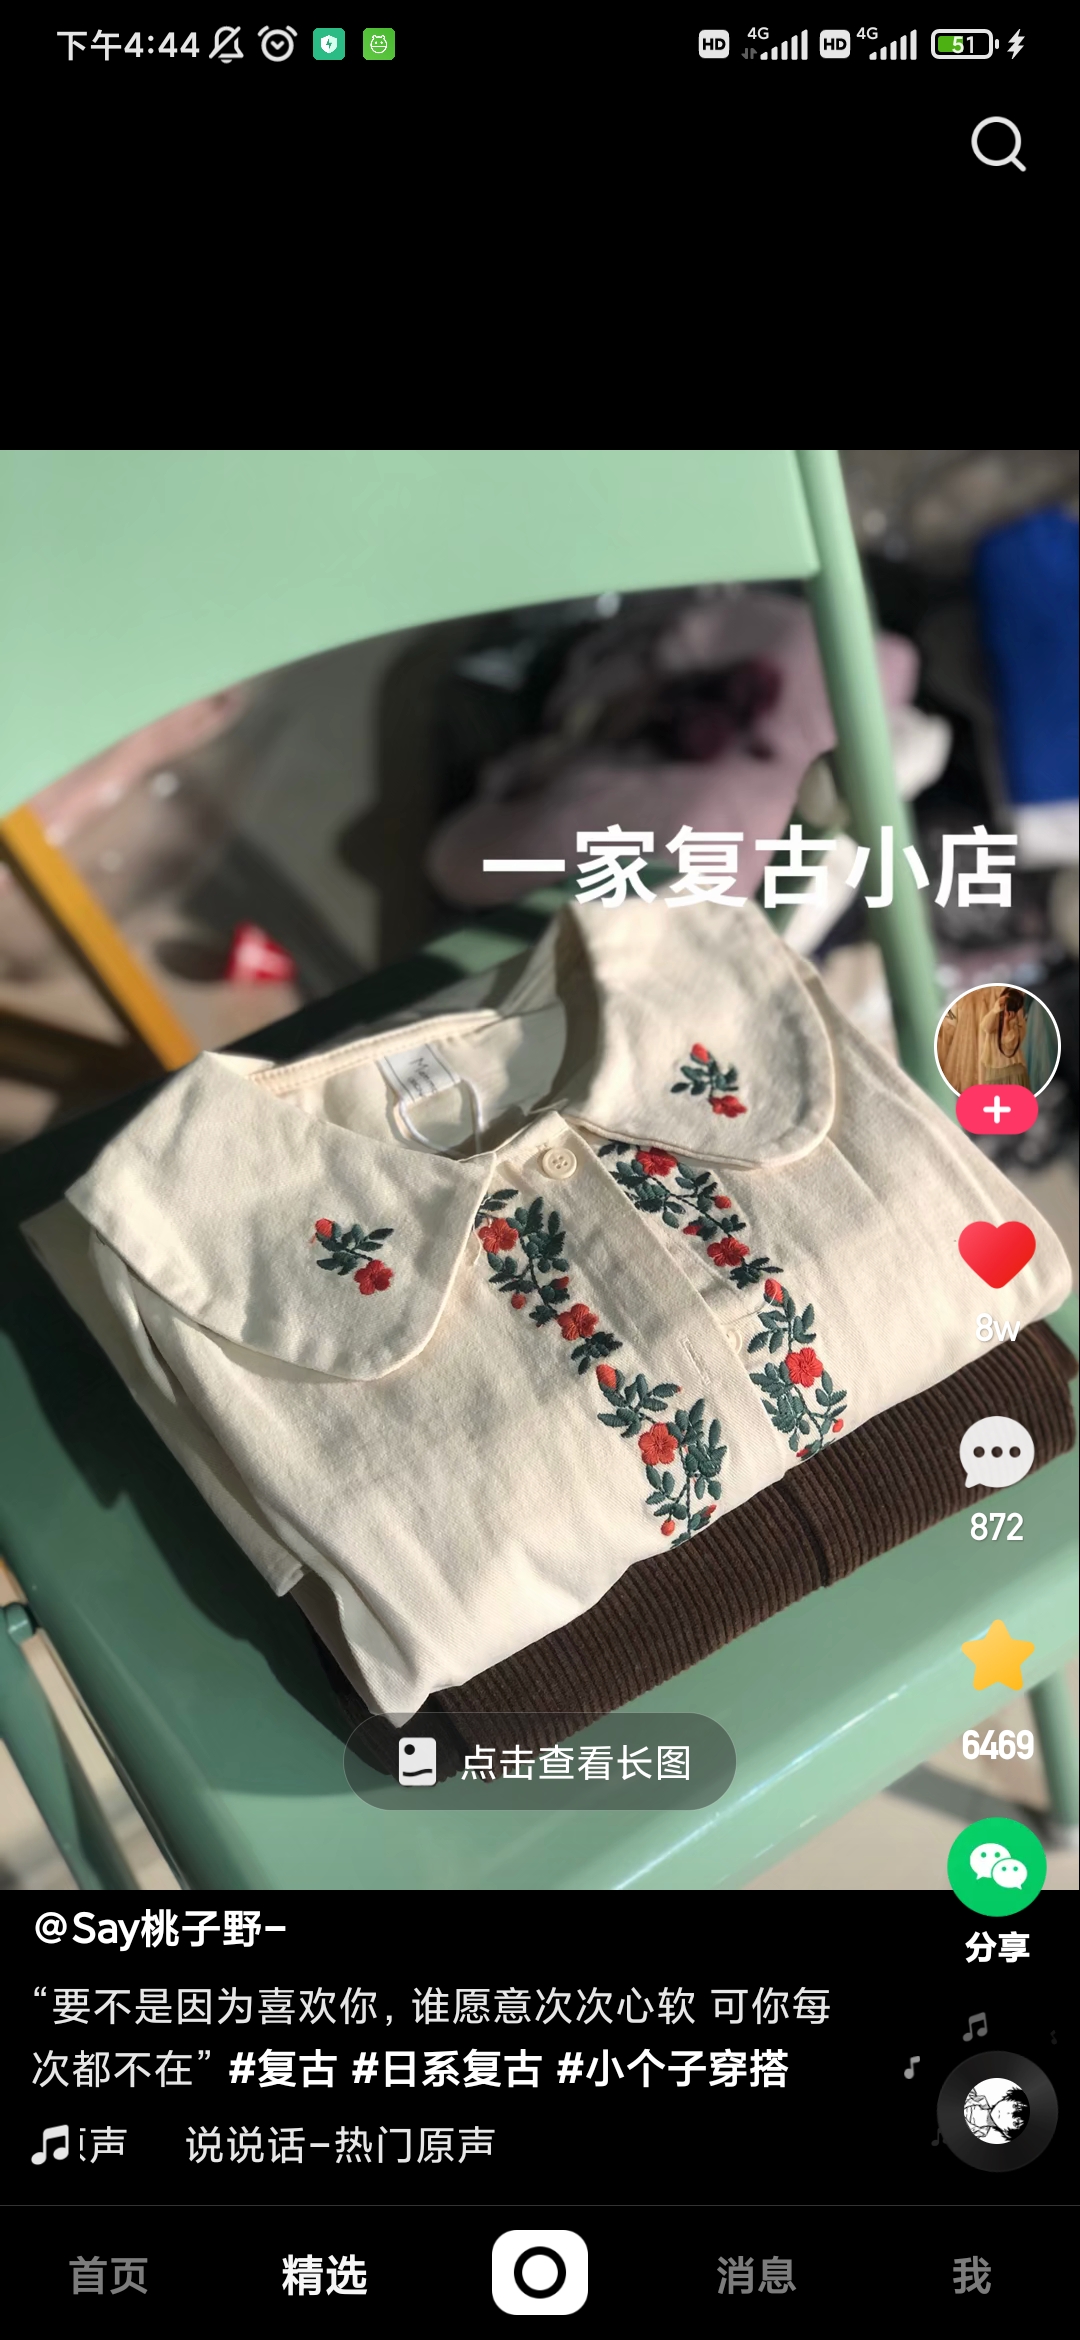 下午4:44
HD 4G HD 4G 51
一家复古小店
8w
872
点击查看长图
6469
分享
@Say桃子野-
“要不是因为喜欢你, 谁愿意次次心软 可你每
次都不在” #复古 #日系复古 #小个子穿搭
声 说说话-热门原声
首页 精选 消息 我